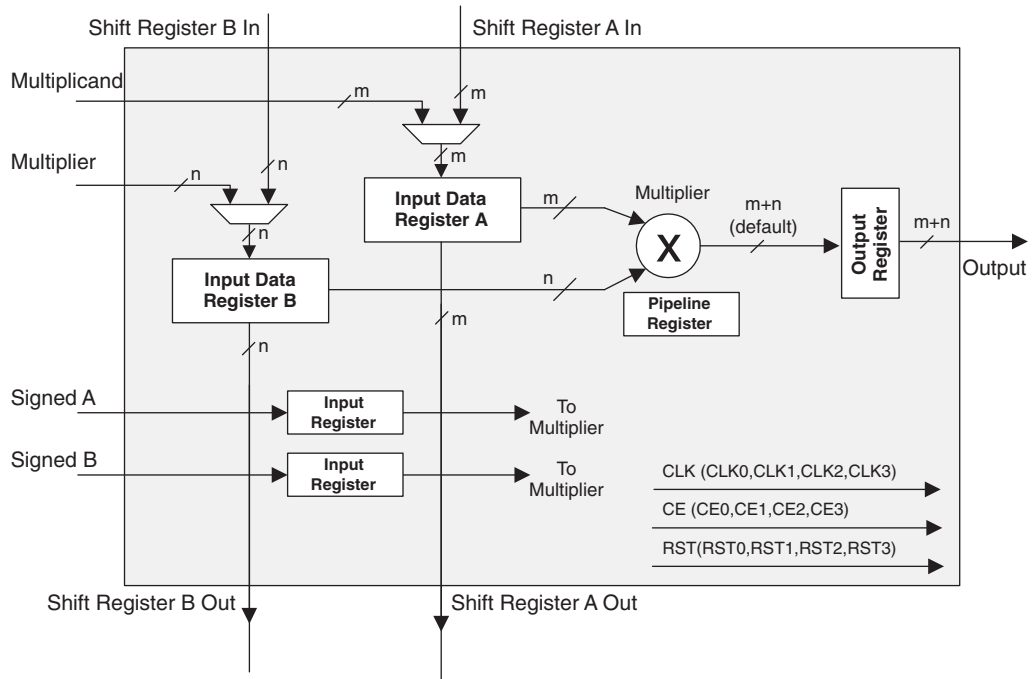 Shift Register B In
Shift Register A In
Multiplicand
m
m
Multiplier
n
n
m
Input Data
Register A
m
Multiplier
X
m+n
(default)
Output
Register
m+n
Output
n
Input Data
Register B
n
Pipeline
Register
m
n
Signed A
Input
Register
To
Multiplier
Signed B
Input
Register
To
Multiplier
CLK (CLK0,CLK1,CLK2,CLK3)
CE (CE0,CE1,CE2,CE3)
RST(RST0,RST1,RST2,RST3)
Shift Register B Out
Shift Register A Out